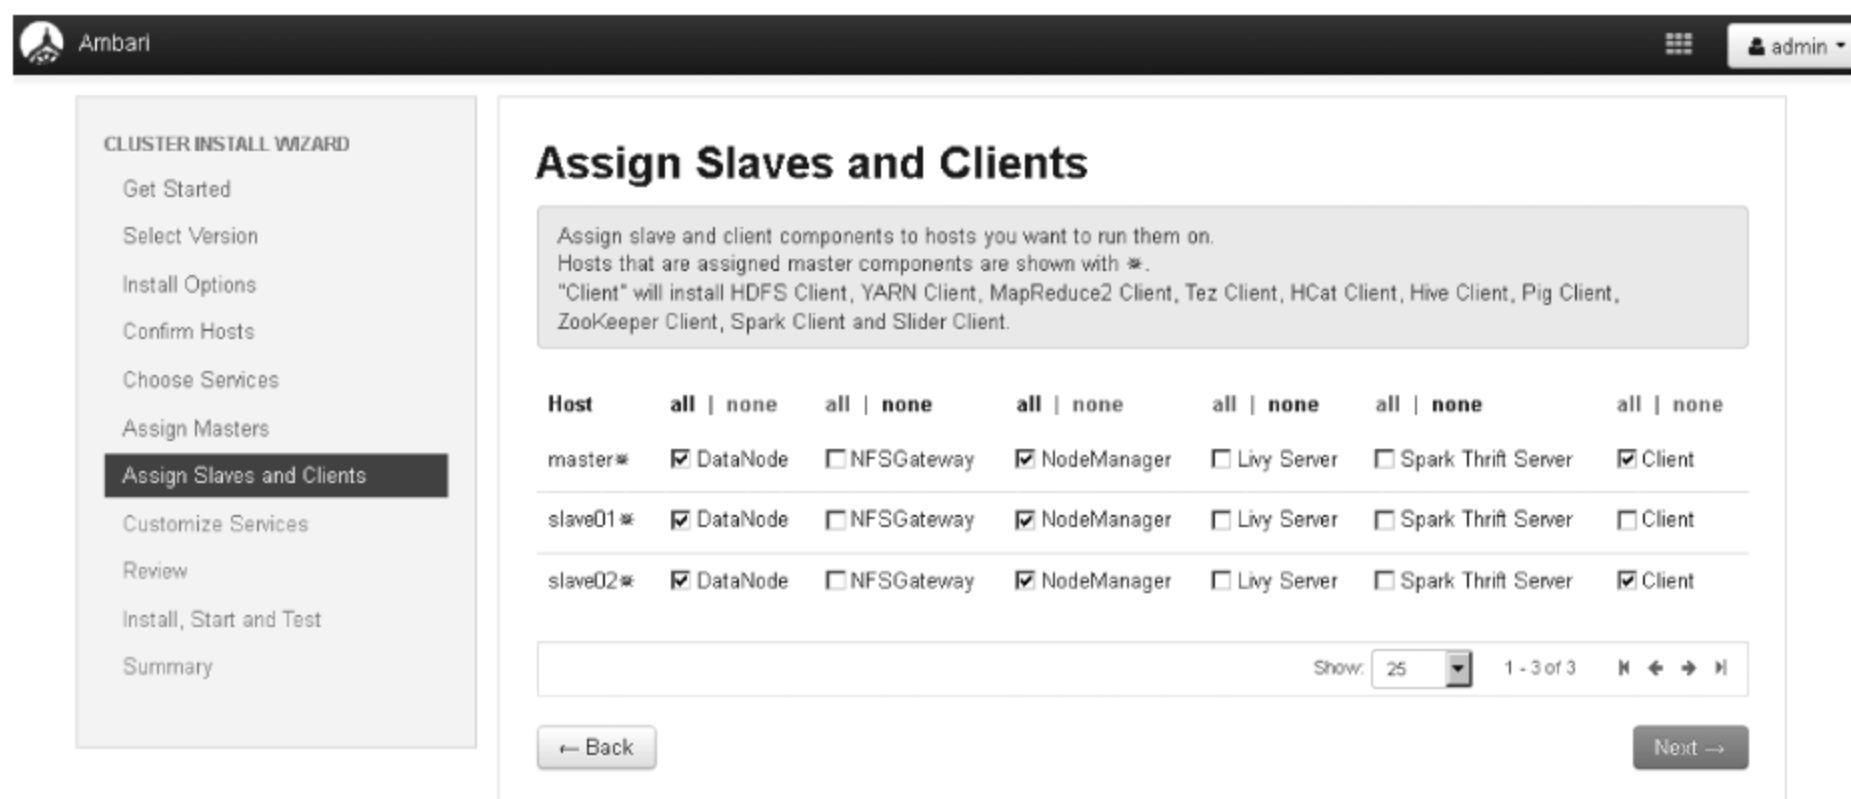 Ambari
admin
CLUSTER INSTALL WIZARD
Get Started
Select Version
Install Options
Confirm Hosts
Choose Services
Assign Masters
Assign Slaves and Clients
Customize Services
Review
Install, Start and Test
Summary
Assign Slaves and Clients
Assign slave and client components to hosts you want to run them on.
Hosts that are assigned master components are shown with ✵.
"Client" will install HDFS Client, YARN Client, MapReduce2 Client, Tez Client, HCat Client, Hive Client, Pig Client,
ZooKeeper Client, Spark Client and Slider Client.
Host all | none all | none all | none all | none all | none all | none
master✵ DataNode NFSGateway NodeManager Livy Server Spark Thrift Server Client
slave01✵ DataNode NFSGateway NodeManager Livy Server Spark Thrift Server Client
slave02✵ DataNode NFSGateway NodeManager Livy Server Spark Thrift Server Client
Show: 25 1 - 3 of 3
← Back
Next →